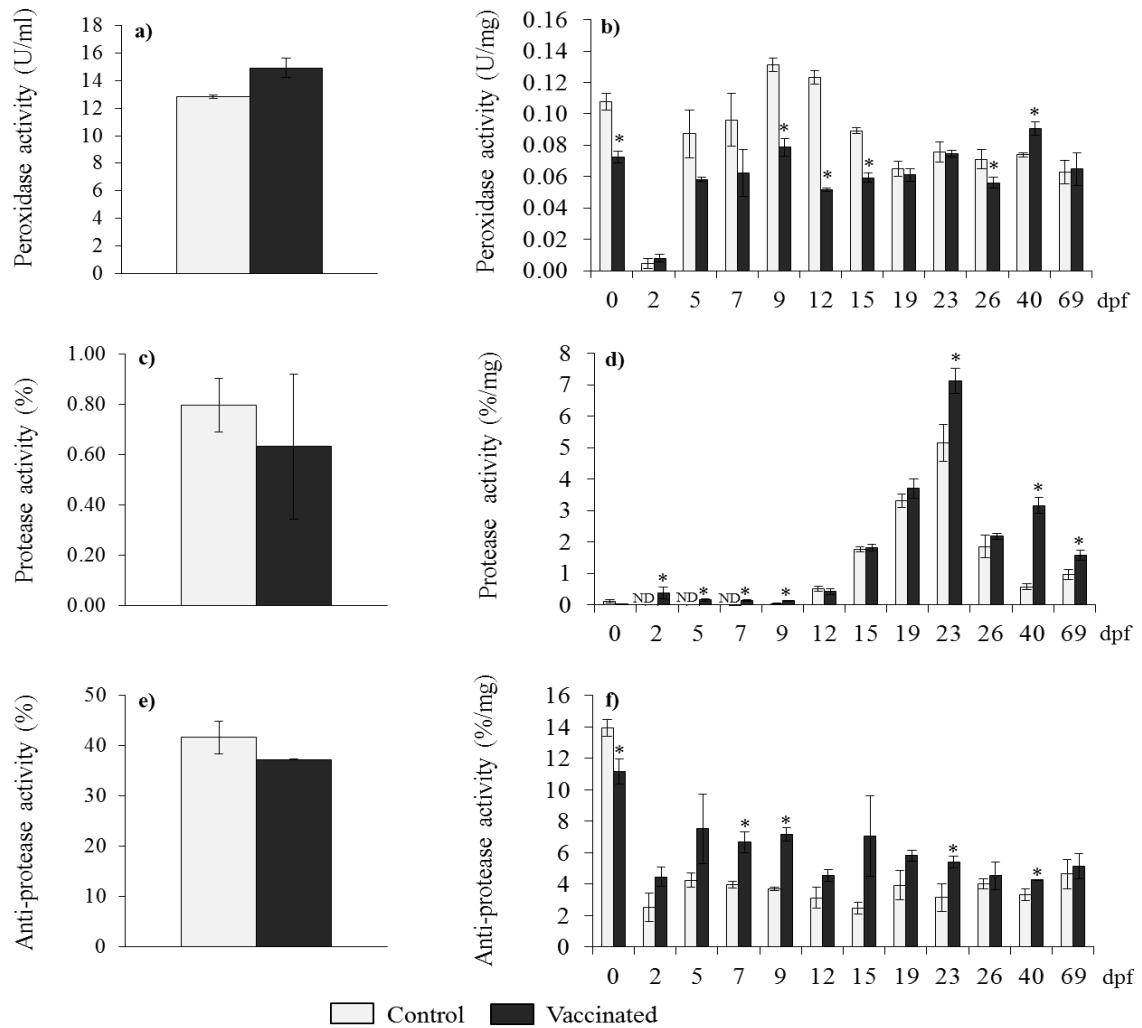 a)
Peroxidase activity (U/ml)
18
16
14
12
10
8
6
4
2
0
b)
Peroxidase activity (U/mg)
0.16
0.14
0.12
0.10
0.08
0.06
0.04
0.02
0.00
* * * * * *
0 2 5 7 9 12 15 19 23 26 40 69 dpf
c)
Protease activity (%)
1.00
0.80
0.60
0.40
0.20
0.00
d)
Protease activity (%/mg)
8
7
6
5
4
3
2
1
0
ND * ND * ND * * * * *
0 2 5 7 9 12 15 19 23 26 40 69 dpf
e)
Anti-protease activity (%)
50
40
30
20
10
0
f)
Anti-protease activity (%/mg)
16
14
12
10
8
6
4
2
0
* * * * *
0 2 5 7 9 12 15 19 23 26 40 69 dpf
Control Vaccinated